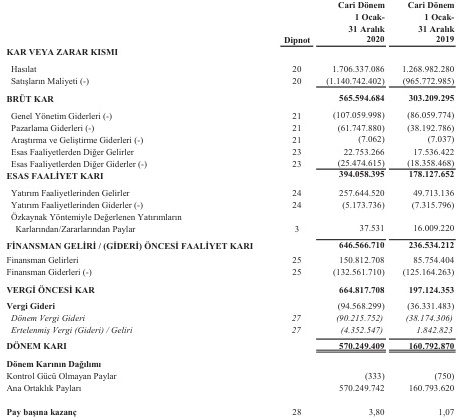 Cari Dönem Cari Dönem
1 Ocak- 1 Ocak-
31 Aralık 31 Aralık
Dipnot 2020 2019
KAR VEYA ZARAR KISMI
Hasılat 20 1.706.337.086 1.268.982.280
Satışların Maliyeti (-) 20 (1.140.742.402) (965.772.985)
BRÜT KAR 565.594.684 303.209.295
Genel Yönetim Giderleri (-) 21 (107.059.998) (86.059.774)
Pazarlama Giderleri (-) 21 (61.747.880) (38.192.786)
Araştırma ve Geliştirme Giderleri (-) 21 (7.062) (7.037)
Esas Faaliyetlerden Diğer Gelirler 23 22.753.266 17.536.422
Esas Faaliyetlerden Diğer Giderler (-) 23 (25.474.615) (18.358.468)
ESAS FAALİYET KARI 394.058.395 178.127.652
Yatırım Faaliyetlerinden Gelirler 24 257.644.520 49.713.136
Yatırım Faaliyetlerinden Giderler (-) 24 (5.173.736) (7.315.796)
Özkaynak Yöntemiyle Değerlenen Yatırımların
Karlarından/Zararlarından Paylar 3 37.531 16.009.220
FİNANSMAN GELİRİ / (GİDERİ) ÖNCESİ FAALİYET KARI 646.566.710 236.534.212
Finansman Gelirleri 25 150.812.708 85.754.404
Finansman Giderleri (-) 25 (132.561.710) (125.164.263)
VERGİ ÖNCESİ KAR 664.817.708 197.124.353
Vergi Gideri (94.568.299) (36.331.483)
Dönem Vergi Gideri 27 (90.215.752) (38.174.306)
Ertelenmiş Vergi (Gideri) / Geliri 27 (4.352.547) 1.842.823
DÖNEM KARI 570.249.409 160.792.870
Dönem Karının Dağılımı
Kontrol Gücü Olmayan Paylar (333) (750)
Ana Ortaklık Payları 570.249.742 160.793.620
Pay başına kazanç 28 3,80 1,07